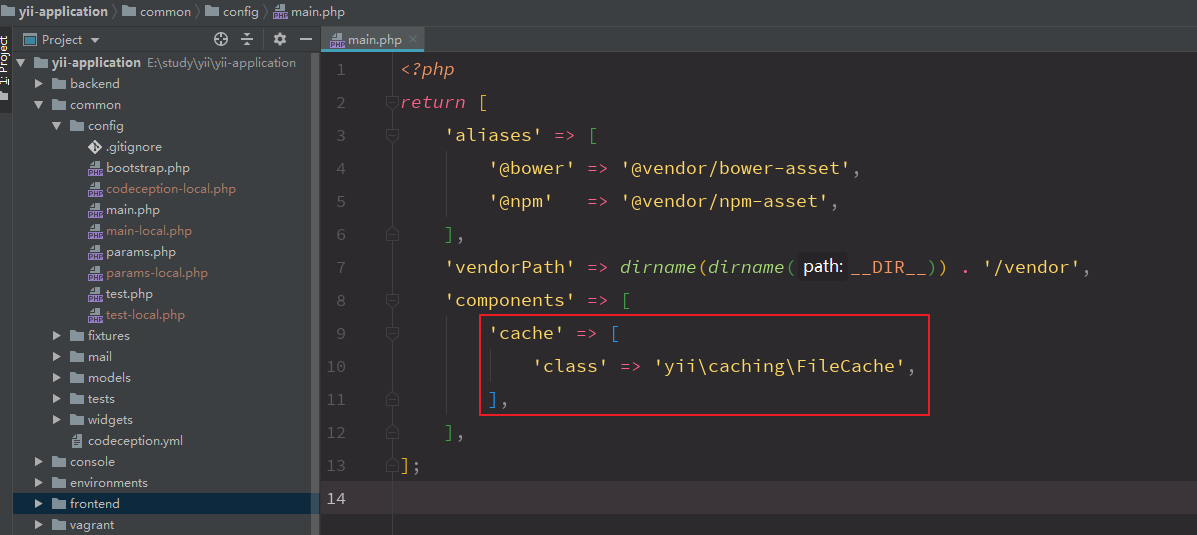 yii-application common config main.php
Project
main.php
1: Project
yii-application E:\study\yii\yii-application
backend
common
config
.gitignore
bootstrap.php
codeception-local.php
main.php
main-local.php
params.php
params-local.php
test.php
test-local.php
fixtures
mail
models
tests
widgets
codeception.yml
console
environments
frontend
vagrant
1 <?php
2 return [
3 'aliases' => [
4 '@bower' => '@vendor/bower-asset',
5 '@npm'   => '@vendor/npm-asset',
6 ],
7 'vendorPath' => dirname(dirname( path: __DIR__)) . '/vendor',
8 'components' => [
9 'cache' => [
10 'class' => 'yii\caching\FileCache',
11 ],
12 ],
13 ];
14